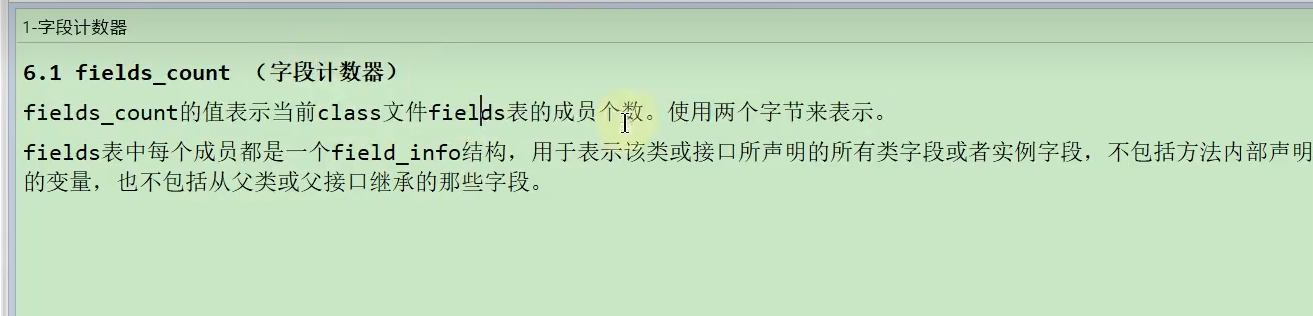 1-字段计数器
6.1 fields_count （字段计数器）
fields_count的值表示当前class文件fields表的成员个数。使用两个字节来表示。
fields表中每个成员都是一个field_info结构，用于表示该类或接口所声明的所有类字段或者实例字段，不包括方法内部声明
的变量，也不包括从父类或父接口继承的那些字段。